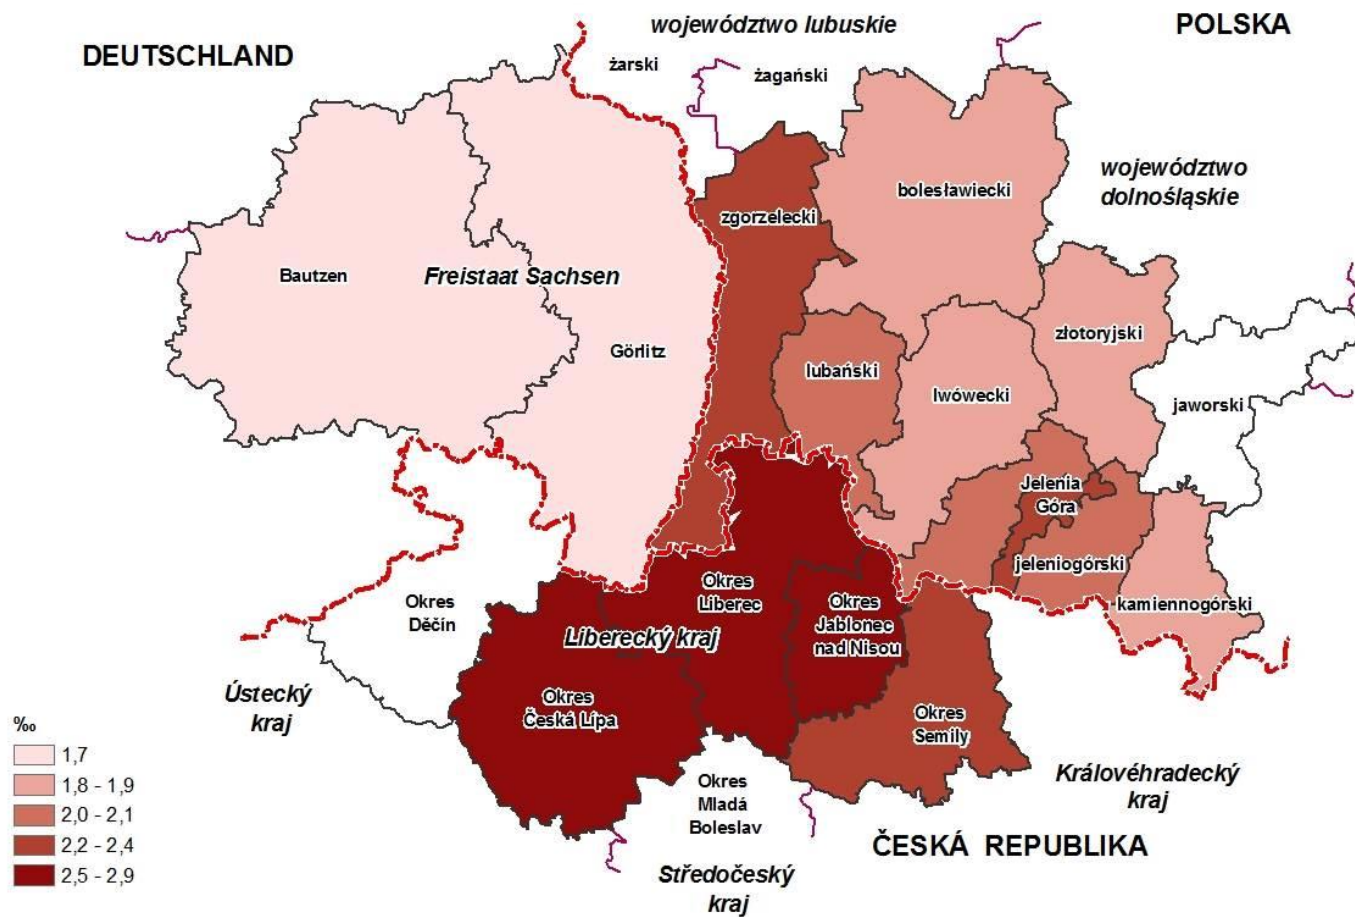 województwo lubuskie
POLSKA
DEUTSCHLAND
żarski
żagański
województwo
dolnośląskie
bolesławiecki
zgorzelecki
Bautzen
Freistaat Sachsen
złotoryjski
Görlitz
lubański
lwówecki
jaworski
Jelenia
Góra
jeleniogórski
kamiennogórski
Okres
Děčín
Okres
Liberec
Okres
Jablonec
nad Nisou
Liberecký kraj
Ústecký
kraj
Okres
Česká Lípa
Okres
Semily
Okres
Mladá
Boleslav
Královéhradecký
kraj
ČESKÁ REPUBLIKA
Středočeský
kraj
‰
1,7
1,8 - 1,9
2,0 - 2,1
2,2 - 2,4
2,5 - 2,9